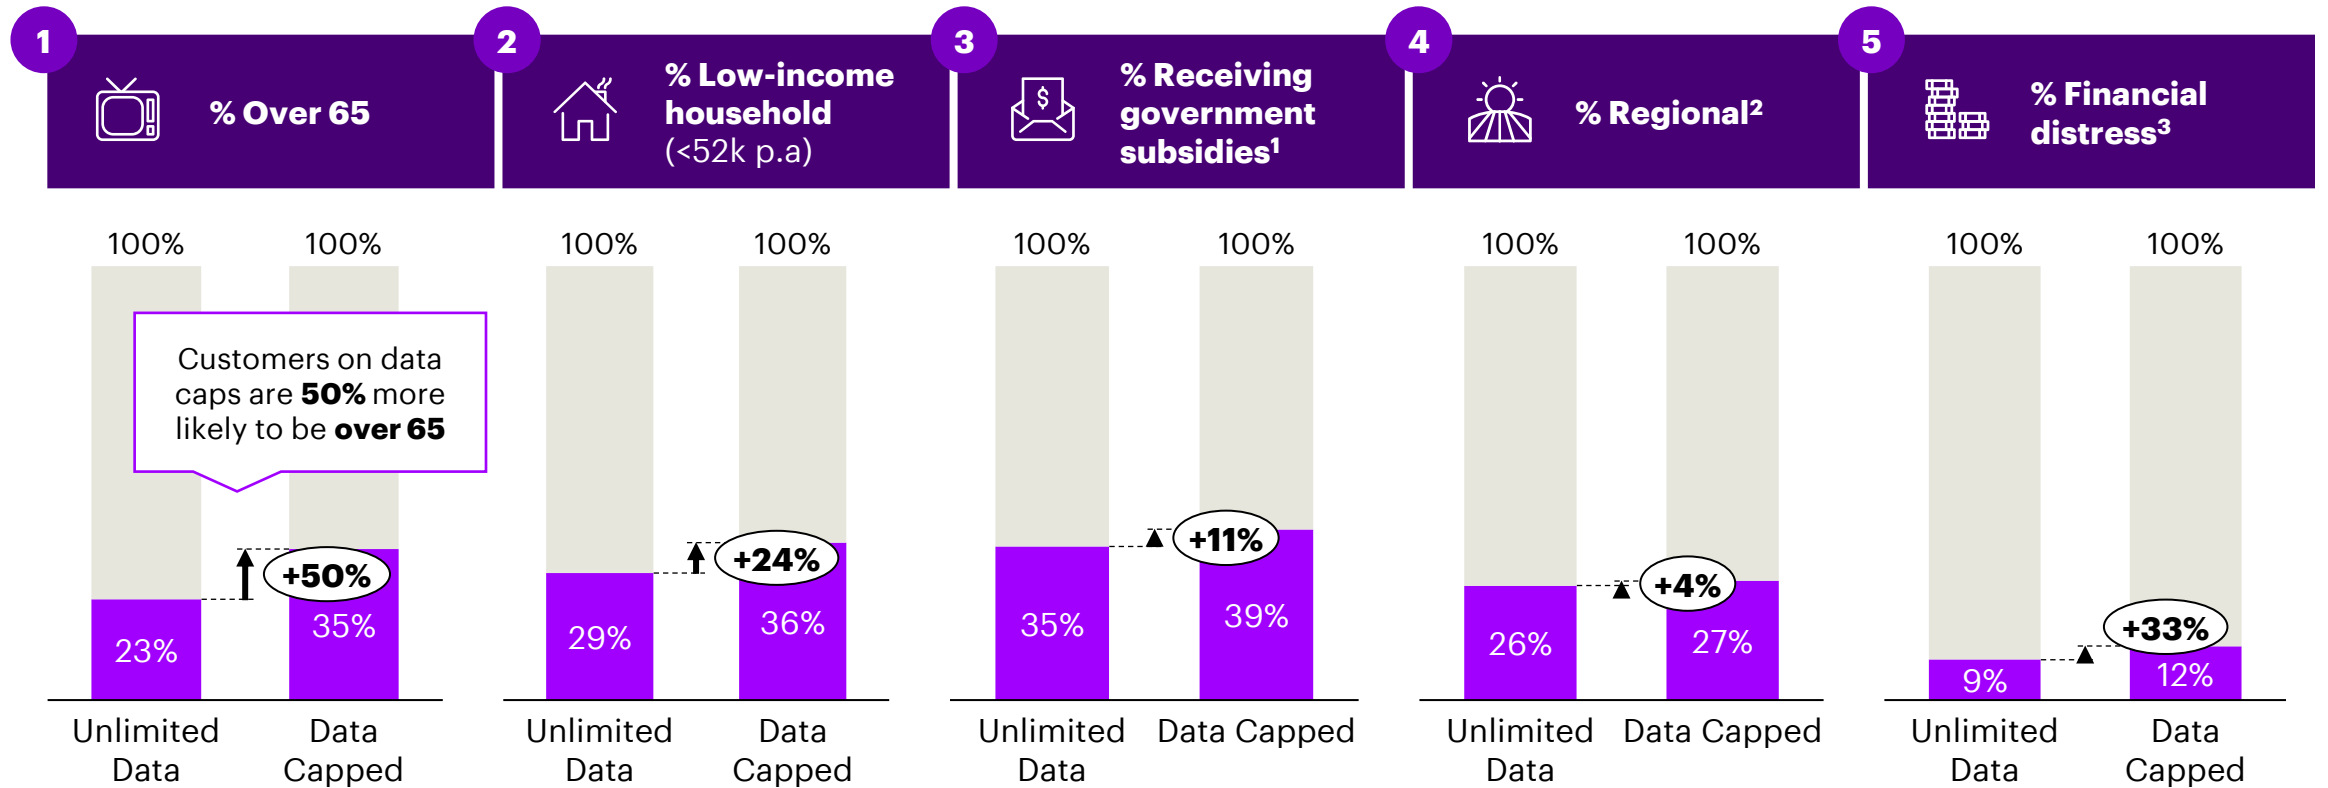 1
% Over 65
2
% Low-income
household
(<52k p.a)
3
$
% Receiving
government
subsidies¹
4
% Regional²
5
% Financial
distress³
100%
100%
Customers on data
caps are 50% more
likely to be over 65
+50%
23%
35%
Unlimited
Data
Data
Capped
100%
100%
+24%
29%
36%
Unlimited
Data
Data
Capped
100%
100%
+11%
35%
39%
Unlimited
Data
Data Capped
100%
100%
+4%
26%
27%
Unlimited
Data
Data Capped
100%
100%
+33%
9%
12%
Unlimited
Data
Data
Capped